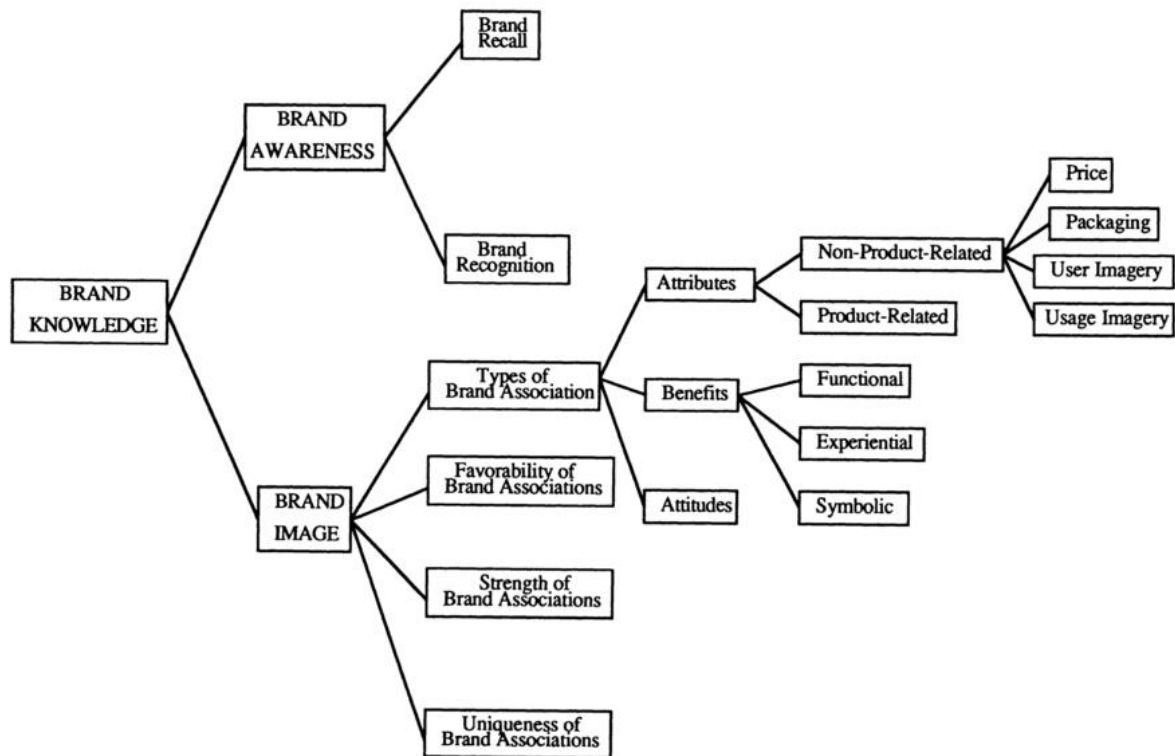 Brand
Recall
BRAND
AWARENESS
Brand
Recognition
BRAND
KNOWLEDGE
BRAND
IMAGE
Types of
Brand Association
Favorability of
Brand Associations
Strength of
Brand Associations
Uniqueness of
Brand Associations
Attributes
Benefits
Attitudes
Non-Product-Related
Product-Related
Functional
Experiential
Symbolic
Price
Packaging
User Imagery
Usage Imagery